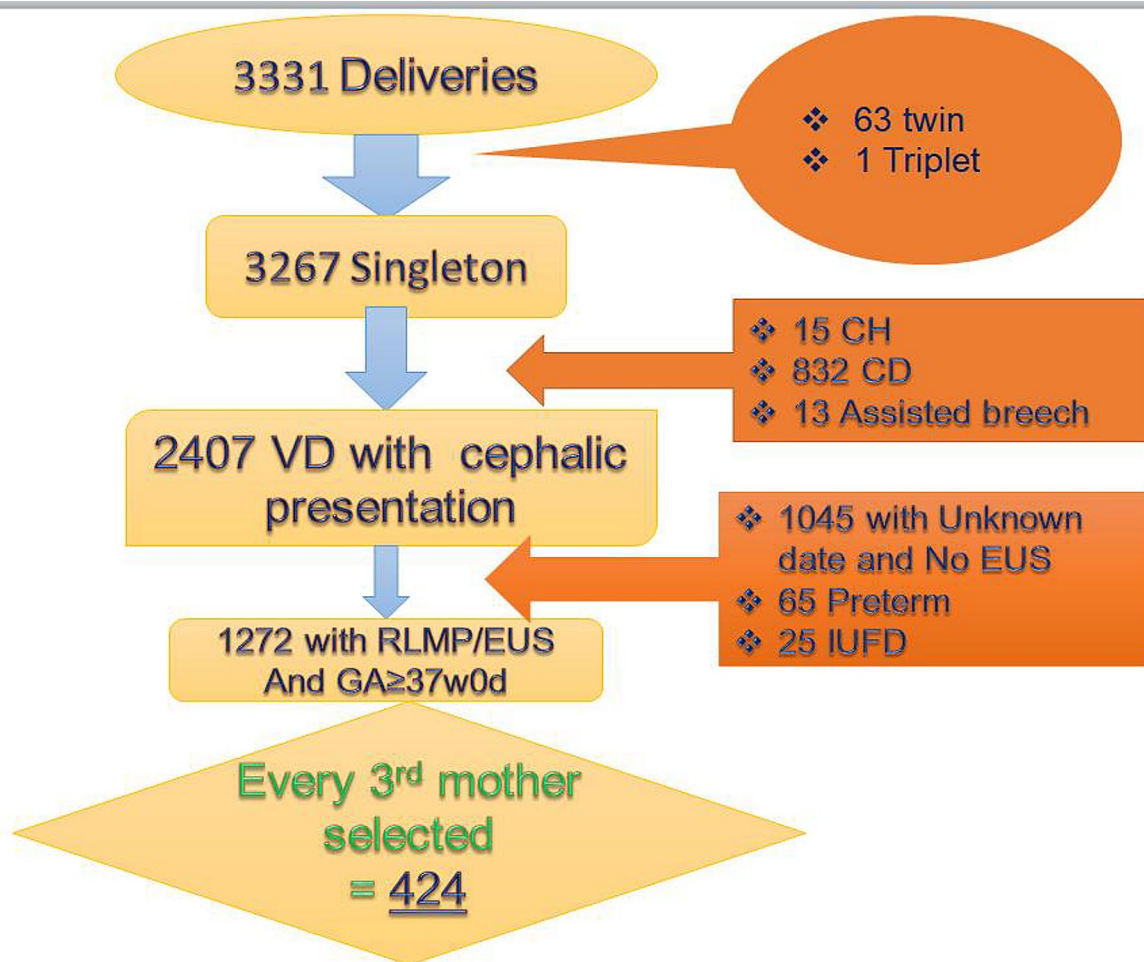 3331 Deliveries
❖ 63 twin
❖ 1 Triplet
3267 Singleton
❖ 15 CH
❖ 832 CD
❖ 13 Assisted breech
2407 VD with cephalic
presentation
❖ 1045 with Unknown
date and No EUS
❖ 65 Preterm
❖ 25 IUFD
1272 with RLMP/EUS
And GA≥37w0d
Every 3rd mother
selected
= 424